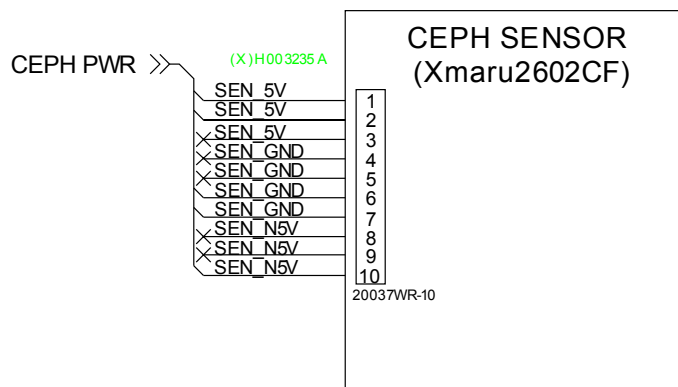 CEPH SENSOR
(Xmaru2602CF)
CEPH PWR
(X)H003235A
SEN_5V 1
SEN_5V 2
SEN_5V 3
SEN_GND 4
SEN_GND 5
SEN_GND 6
SEN_GND 7
SEN_N5V 8
SEN_N5V 9
SEN_N5V 10
20037WR-10